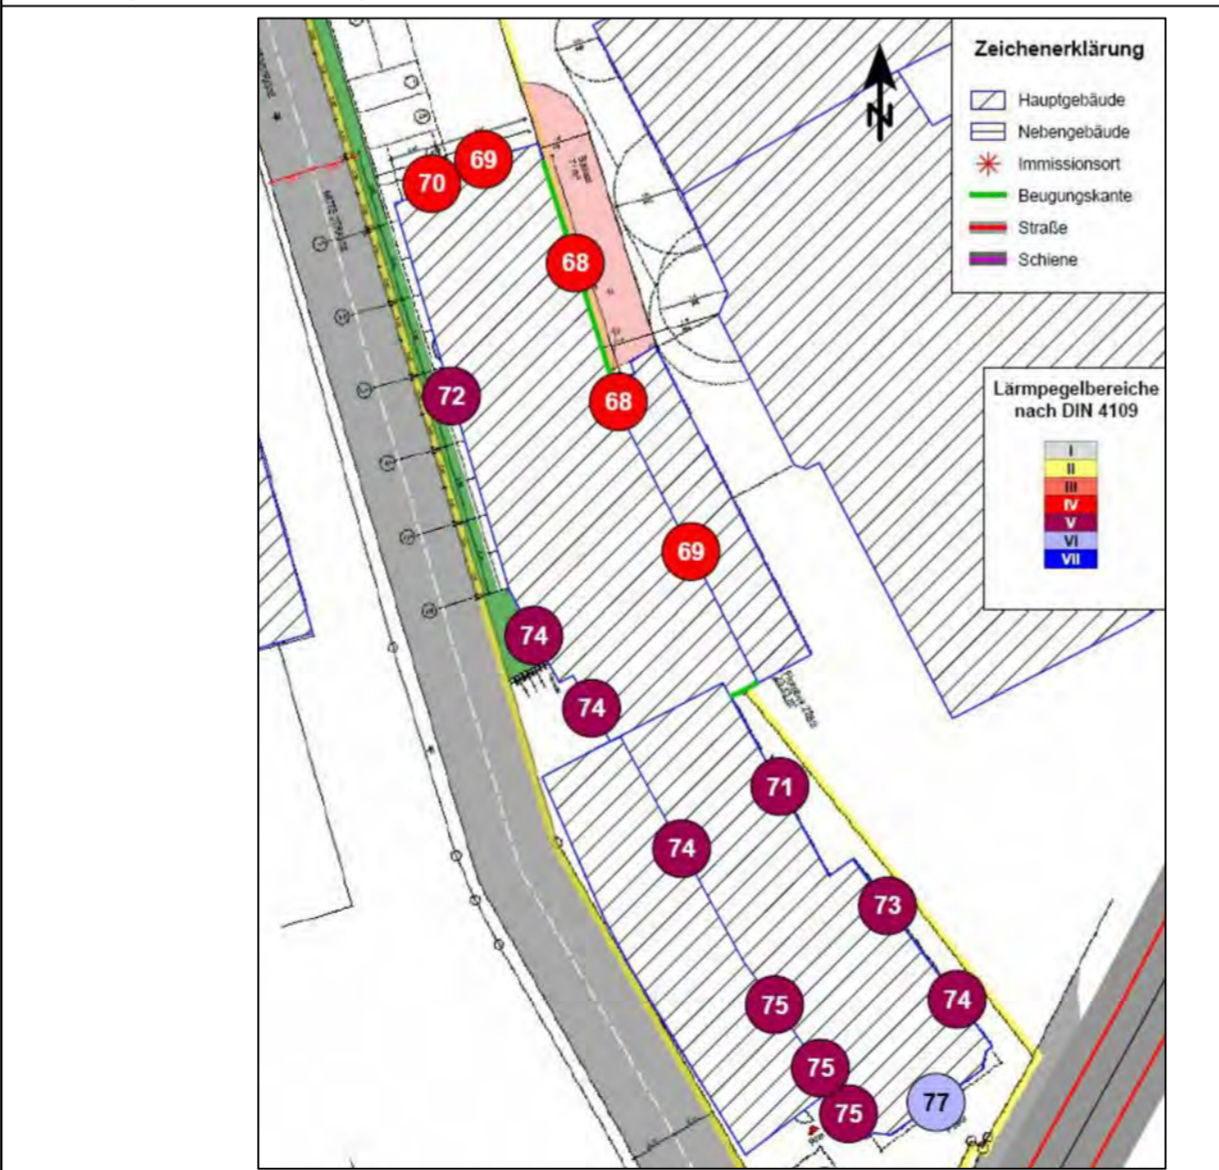 Zeichenerklärung
Hauptgebäude
Nebengebäude
Immissionsort
Beugungskante
Straße
Schiene
N
Lärmpegelbereiche
nach DIN 4109
I
II
III
IV
V
VI
VII
69
70
68
72
68
69
74
74
71
74
73
75
74
75
75
77